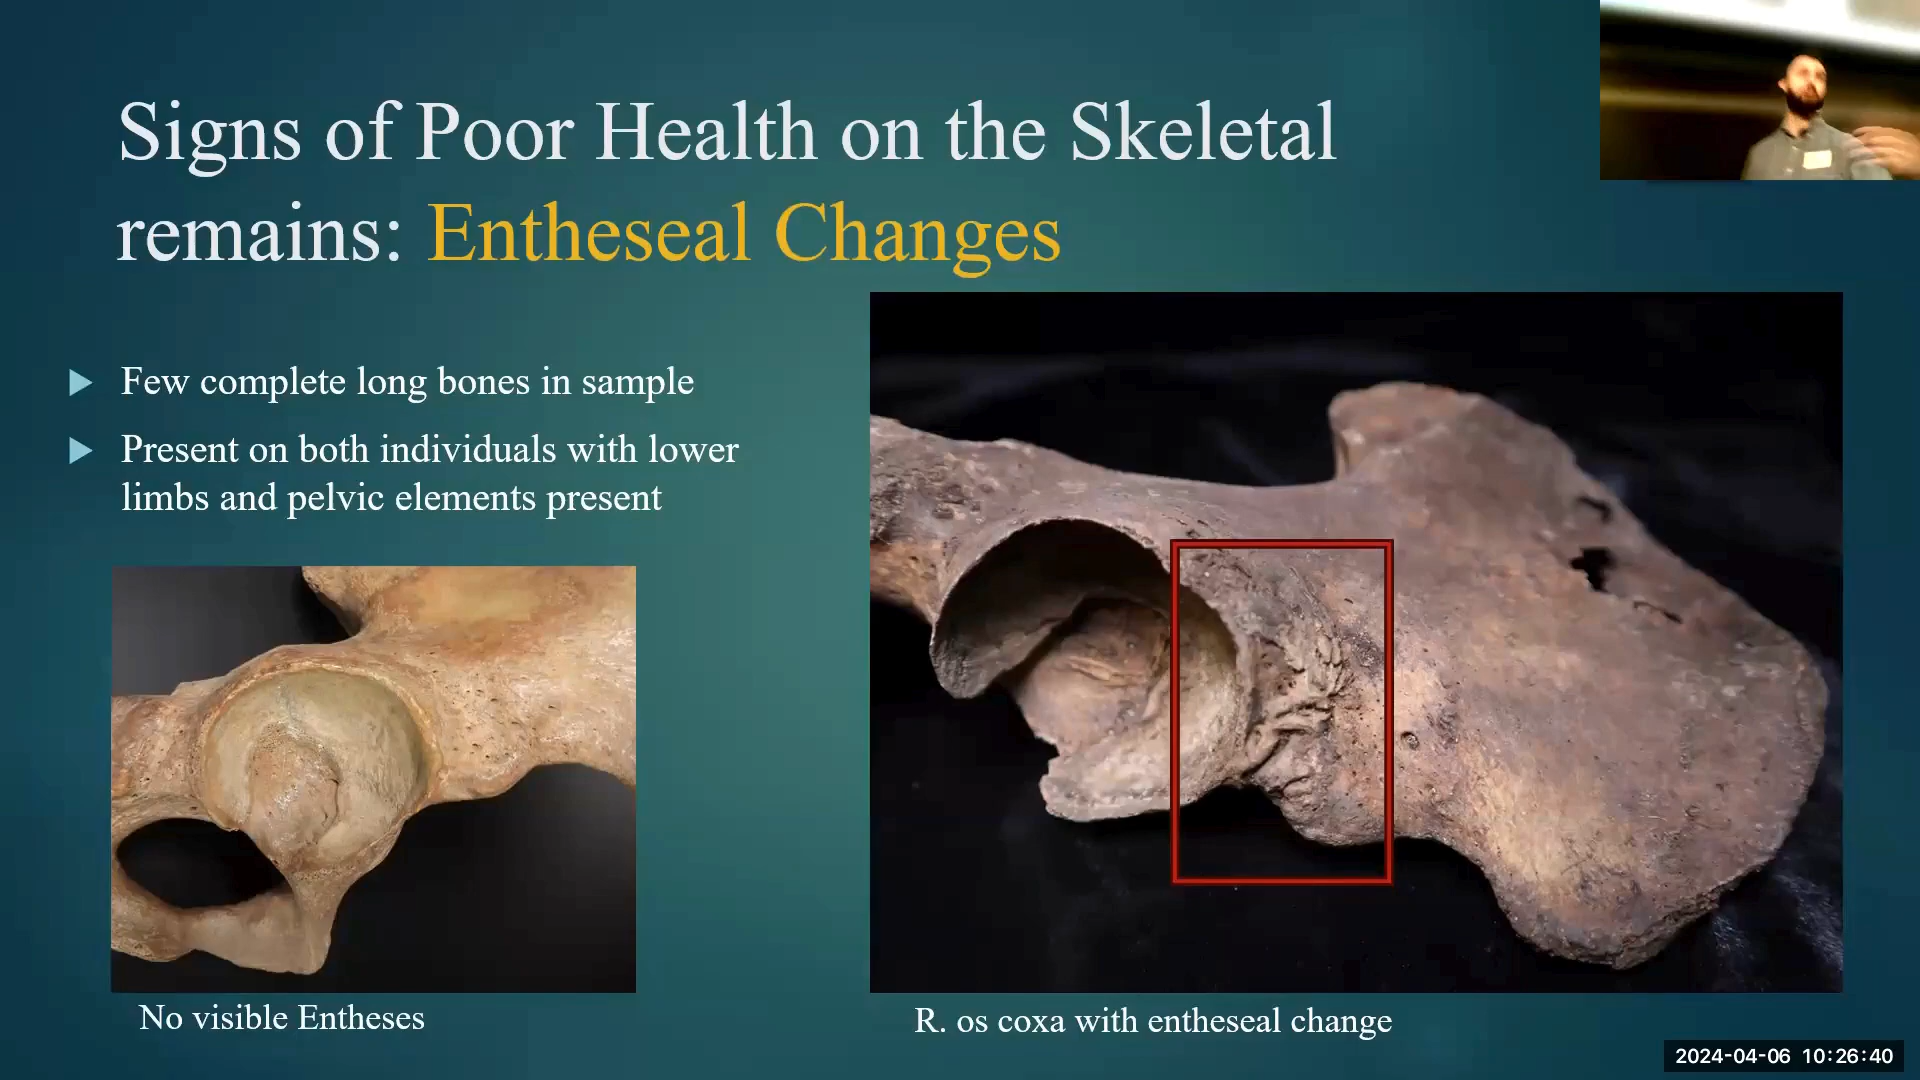 Signs of Poor Health on the Skeletal
remains: Entheseal Changes
Few complete long bones in sample
Present on both individuals with lower
limbs and pelvic elements present
No visible Entheses
R. os coxa with entheseal change
2024-04-06 10:26:40